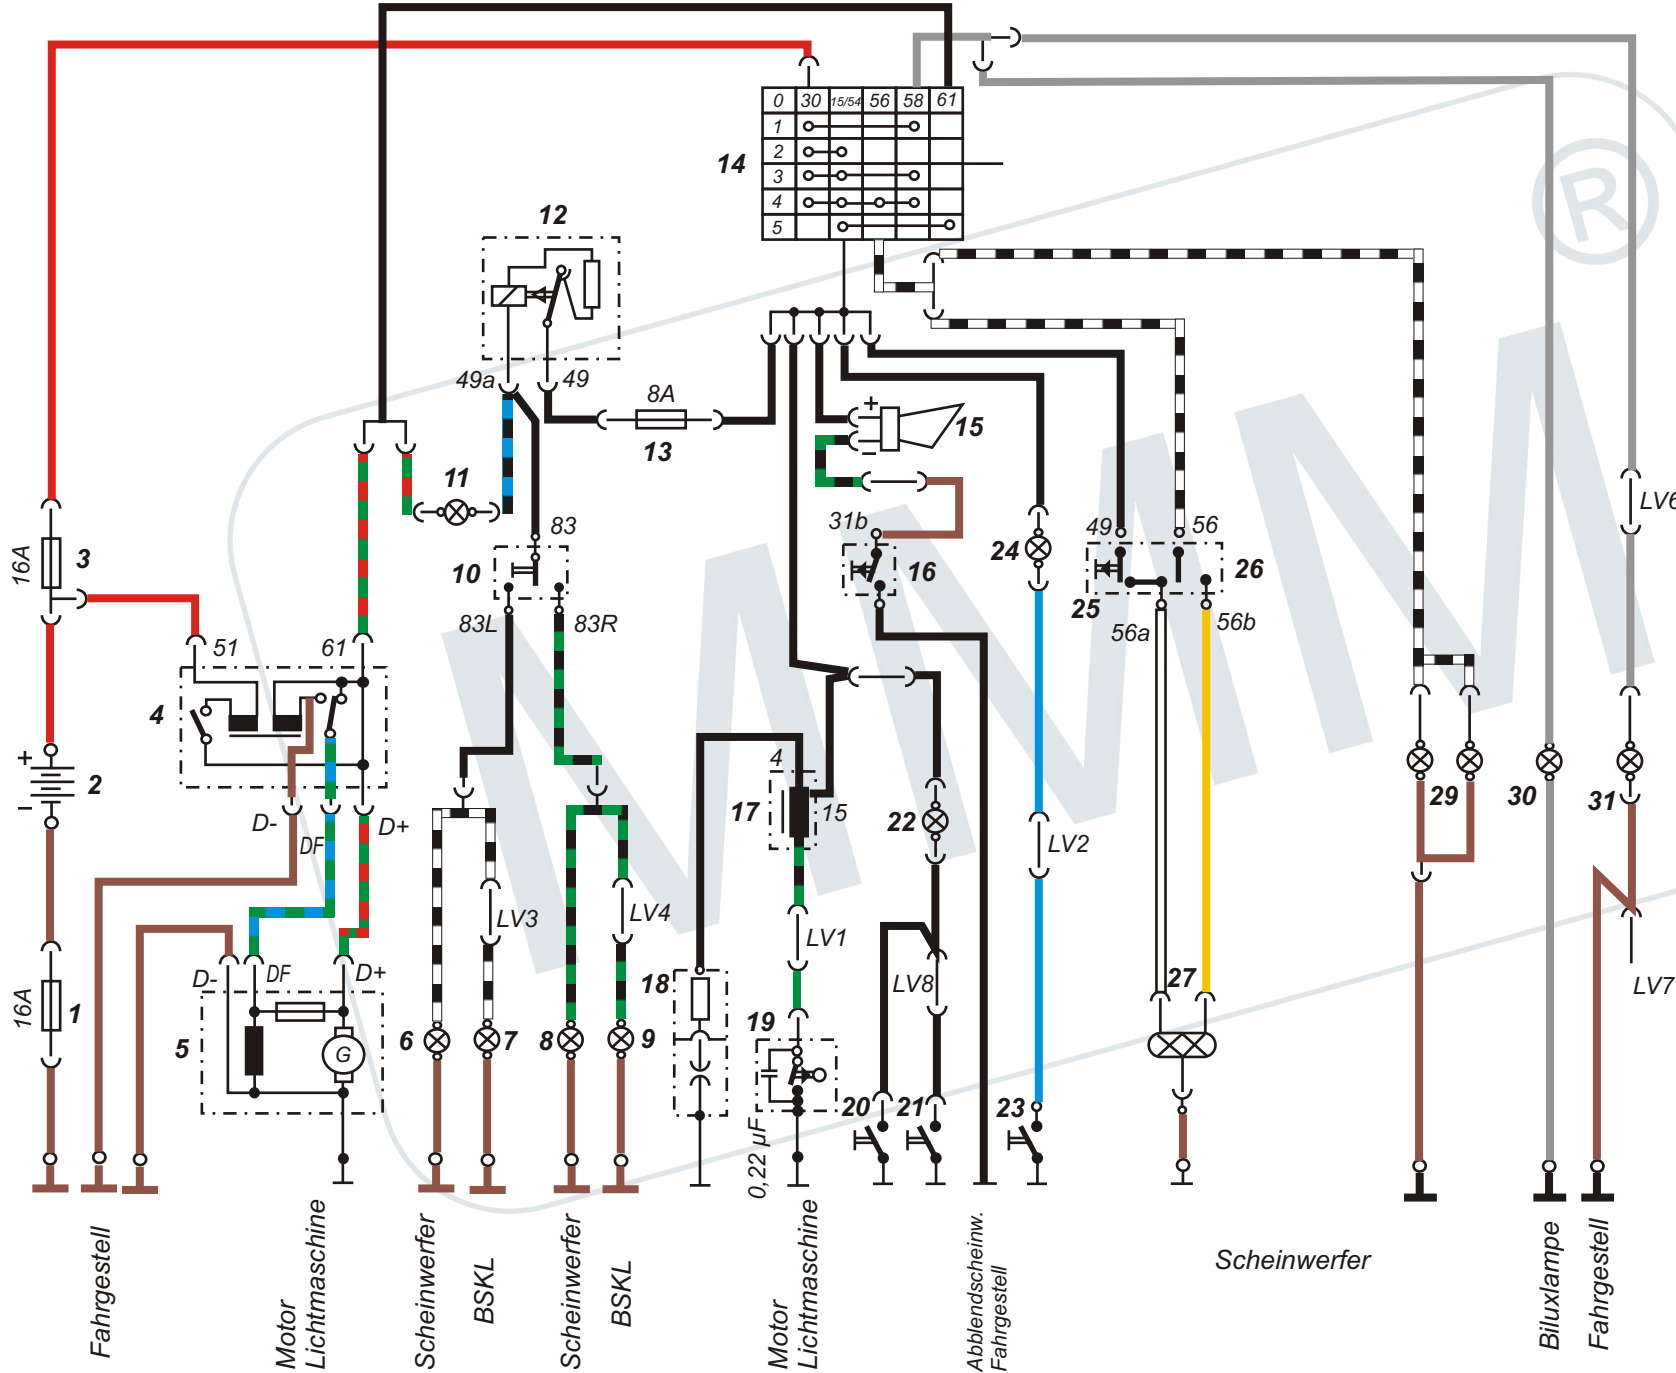 0 30 15/54 56 58 61
1
2
14
3
4
5
12
49a 49
8A
13
+
15
−
11
83
31b
49 56
LV6
16A
3
10
16
24
26
25
51
61
83L 83R
56a
56b
4
4
+
2
−
D-
DF
D+
17
15
22
LV2
29
30
31
LV3
LV4
LV1
LV8
D-
DF
D+
18
27
LV7
16A
1
5
G
6
7
8
9
19
20
21
23
0,22 µF
Fahrgestell
Motor
Lichtmaschine
Scheinwerfer
BSKL
Scheinwerfer
BSKL
Motor
Lichtmaschine
Abblendscheinw.
Fahrgestell
Scheinwerfer
Biluxlampe
Fahrgestell
MMM
®